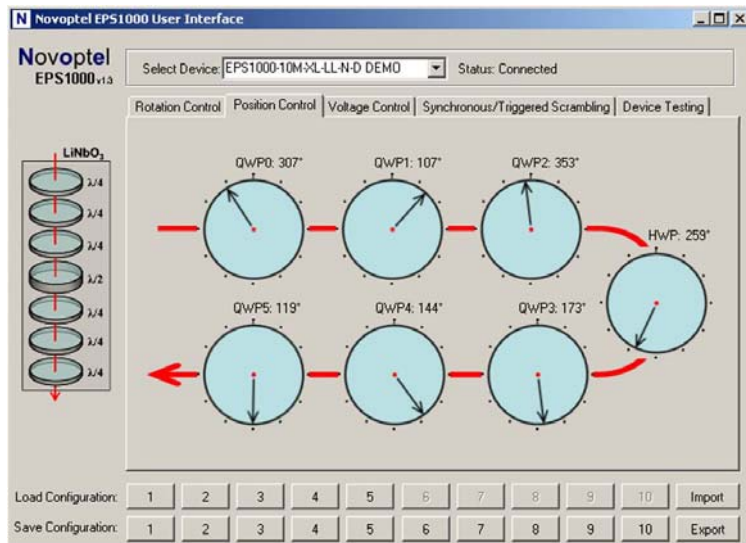 Novoptel EPS1000 User Interface
Novoptel
EPS1000 v1.3
Select Device: EPS1000-10M-XL-LL-N-D DEMO Status: Connected
Rotation Control Position Control Voltage Control Synchronous/Triggered Scrambling Device Testing
LiNbO3
λ/4
λ/4
λ/4
λ/2
λ/4
λ/4
λ/4
QWP0: 307° QWP1: 107° QWP2: 353°
HWP: 259°
QWP5: 119° QWP4: 144° QWP3: 173°
Load Configuration: 1 2 3 4 5 6 7 8 9 10 Import
Save Configuration: 1 2 3 4 5 6 7 8 9 10 Export